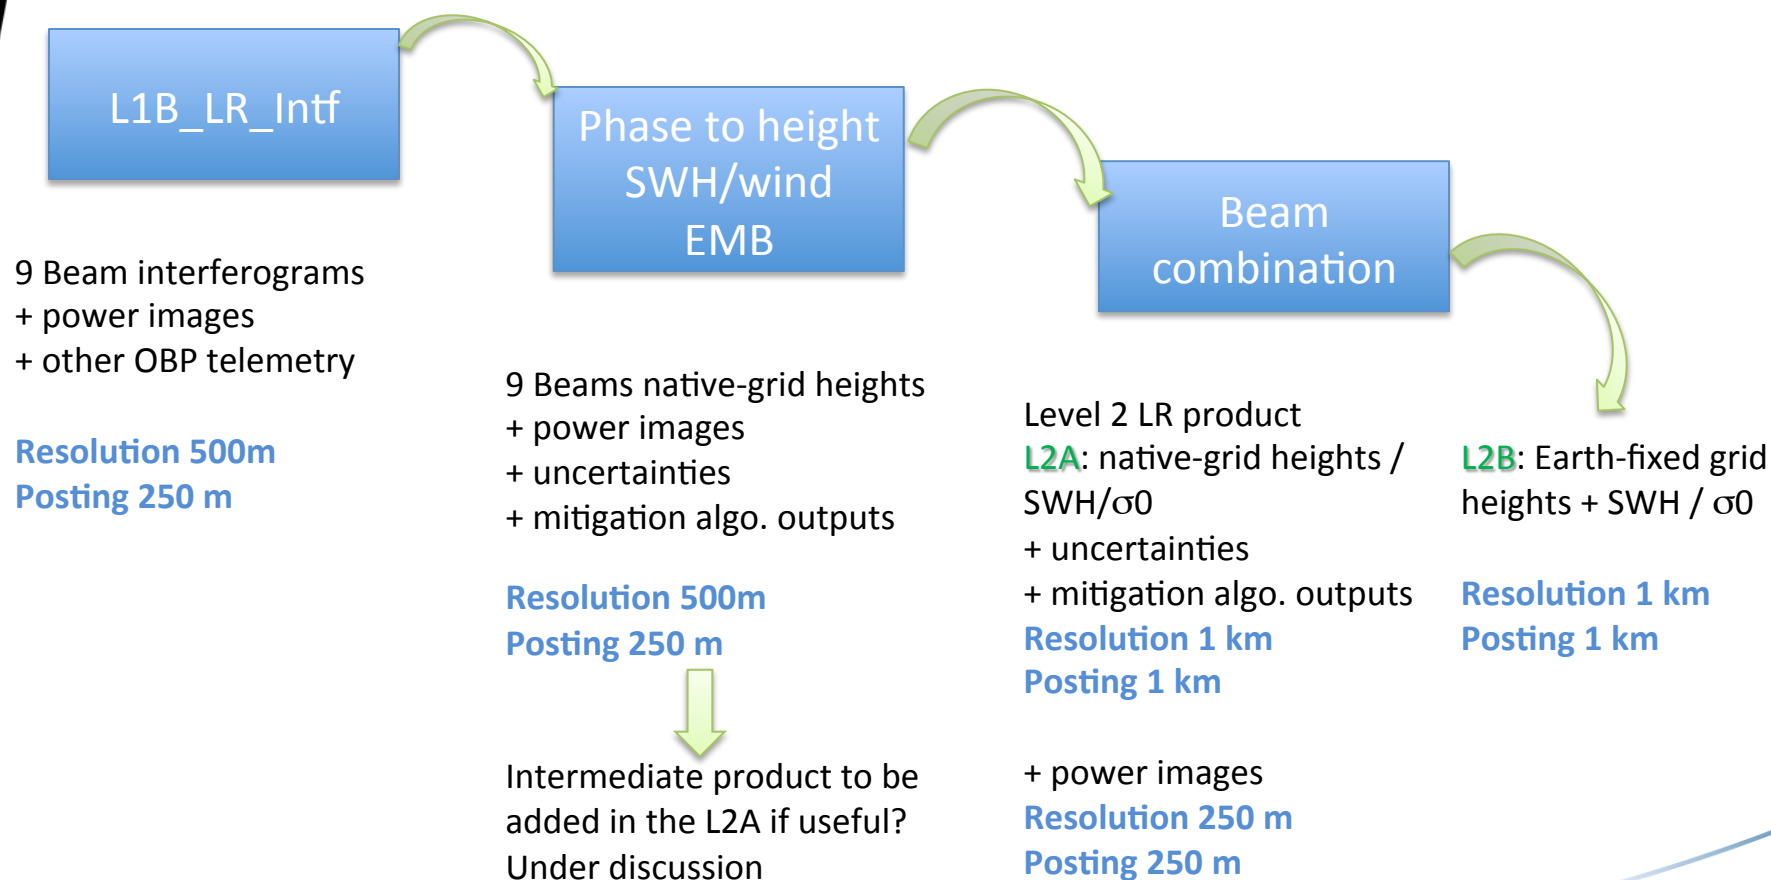 L1B_LR_Intf
9 Beam interferograms
+ power images
+ other OBP telemetry
Resolution 500m
Posting 250 m
Phase to height
SWH/wind
EMB
9 Beams native-grid heights
+ power images
+ uncertainties
+ mitigation algo. outputs
Resolution 500m
Posting 250 m
Intermediate product to be
added in the L2A if useful?
Under discussion
Beam
combination
Level 2 LR product
L2A: native-grid heights /
SWH/σ0
+ uncertainties
+ mitigation algo. outputs
Resolution 1 km
Posting 1 km
+ power images
Resolution 250 m
Posting 250 m
L2B: Earth-fixed grid
heights + SWH / σ0
Resolution 1 km
Posting 1 km